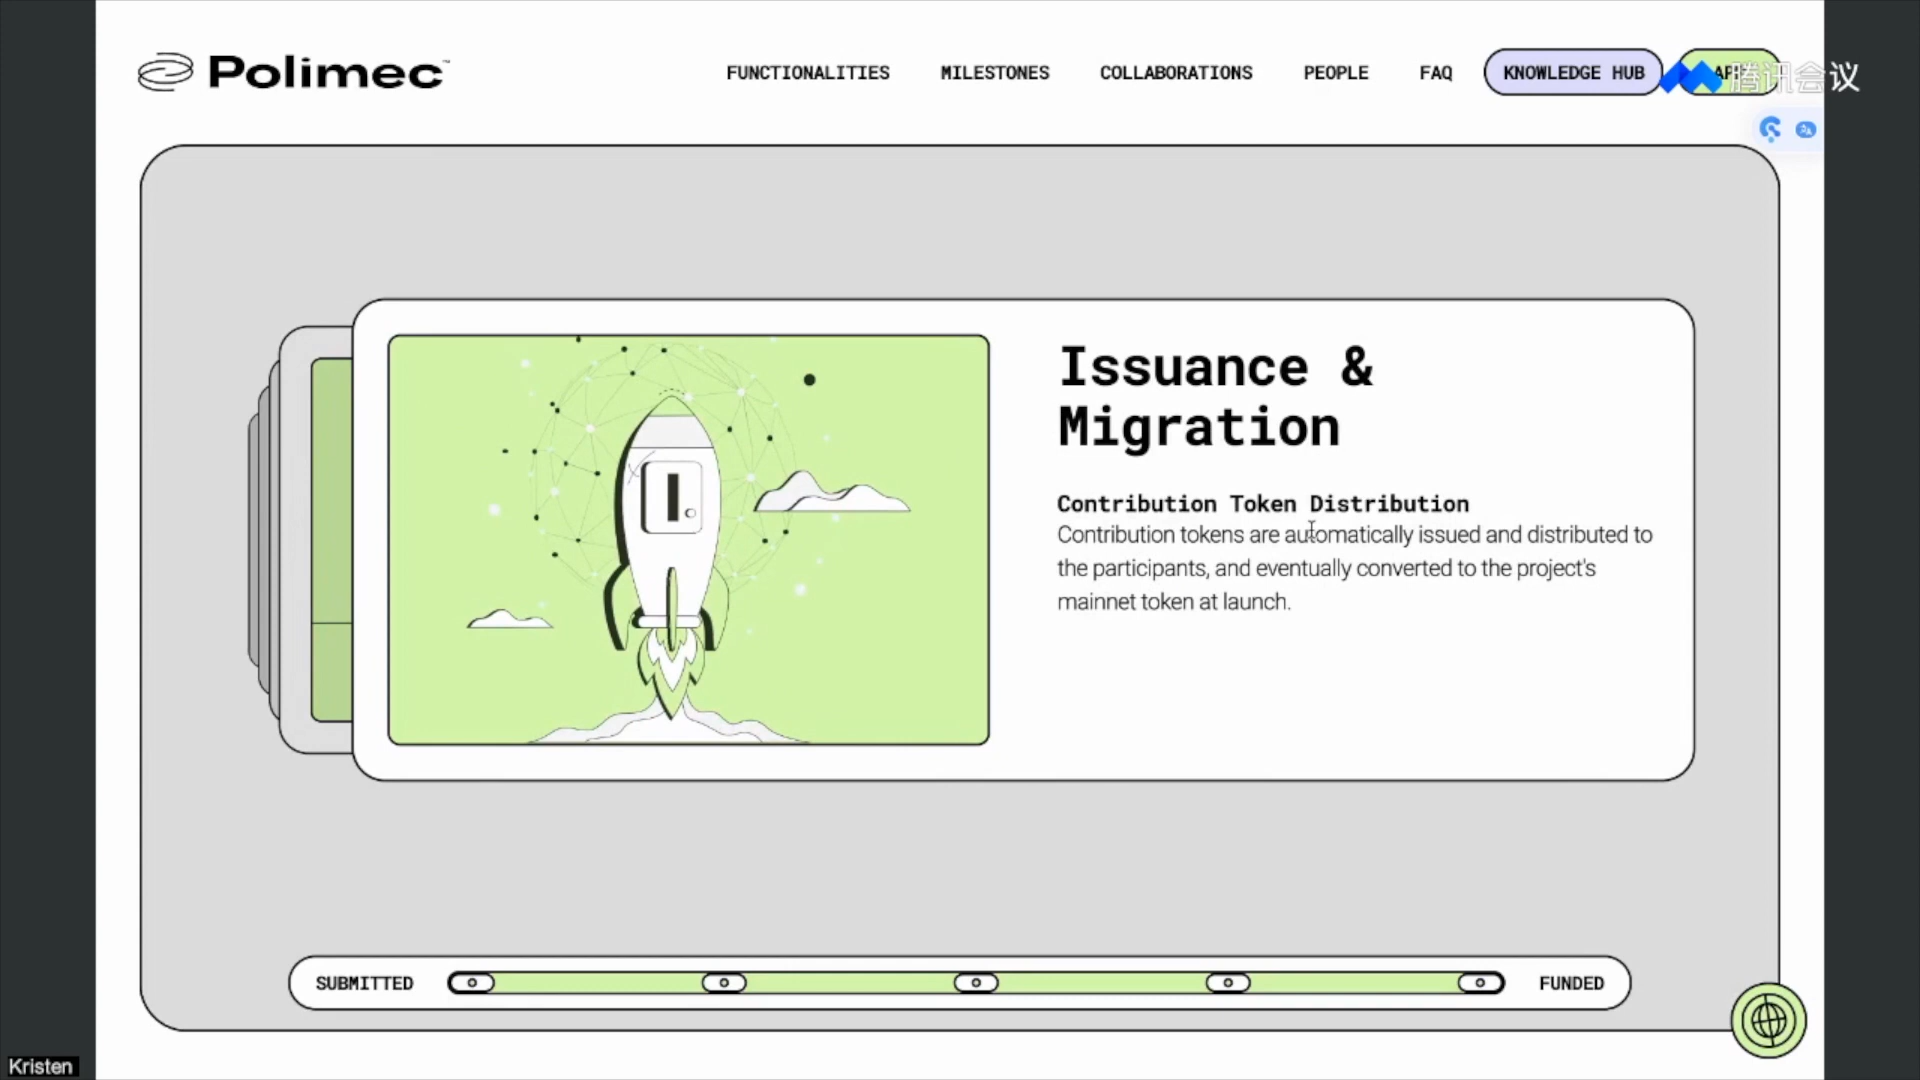 Polimec
FUNCTIONALITIES
MILESTONES
COLLABORATIONS
PEOPLE
FAQ
KNOWLEDGE HUB
腾讯会议
Issuance &
Migration
Contribution Token Distribution
Contribution tokens are automatically issued and distributed to
the participants, and eventually converted to the project's
mainnet token at launch.
SUBMITTED
FUNDED
Kristen